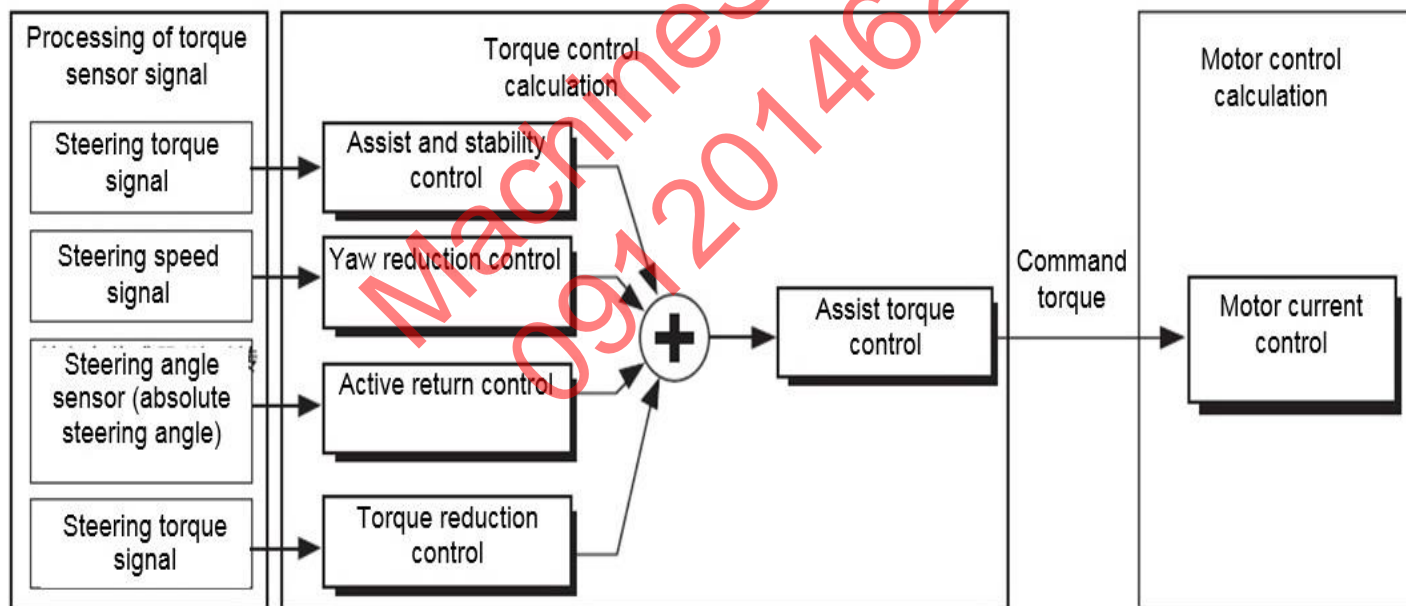 Processing of torque
sensor signal
Steering torque
signal
Steering speed
signal
Steering angle
sensor (absolute
steering angle)
Steering torque
signal
Torque control
calculation
Assist and stability
control
Yaw reduction control
Active return control
Torque reduction
control
+
Assist torque
control
Command
torque
Motor control
calculation
Motor current
control